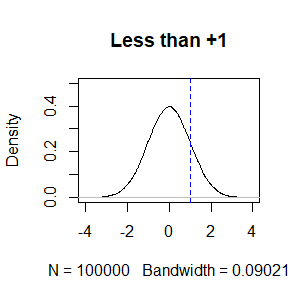 Less than +1
Density
0.4
0.2
0.0
-4 -2 0 2 4
N = 100000 Bandwidth = 0.09021